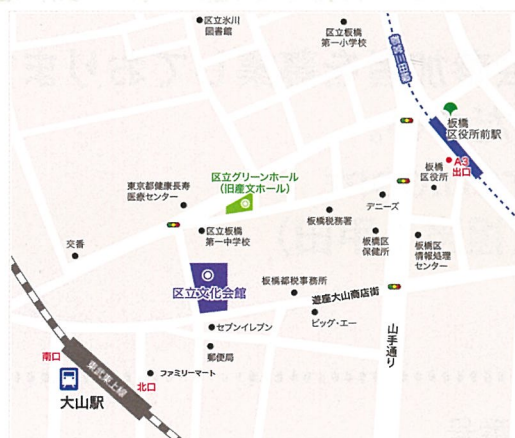 区立氷川
図書館
区立板橋
第一小学校
都営三田線
板橋
区役所前駅
A3
出口
板橋
区役所
区立グリーンホール
（旧産文ホール）
東京都健康長寿
医療センター
デニーズ
板橋税務署
区立板橋
第一中学校
交番
板橋区
保健所
板橋区
情報処理
センター
区立文化会館
板橋都税事務所
遊座大山商店街
ビッグ・エー
セブンイレブン
山手通り
郵便局
南口
東武東上線
ファミリーマート
北口
大山駅